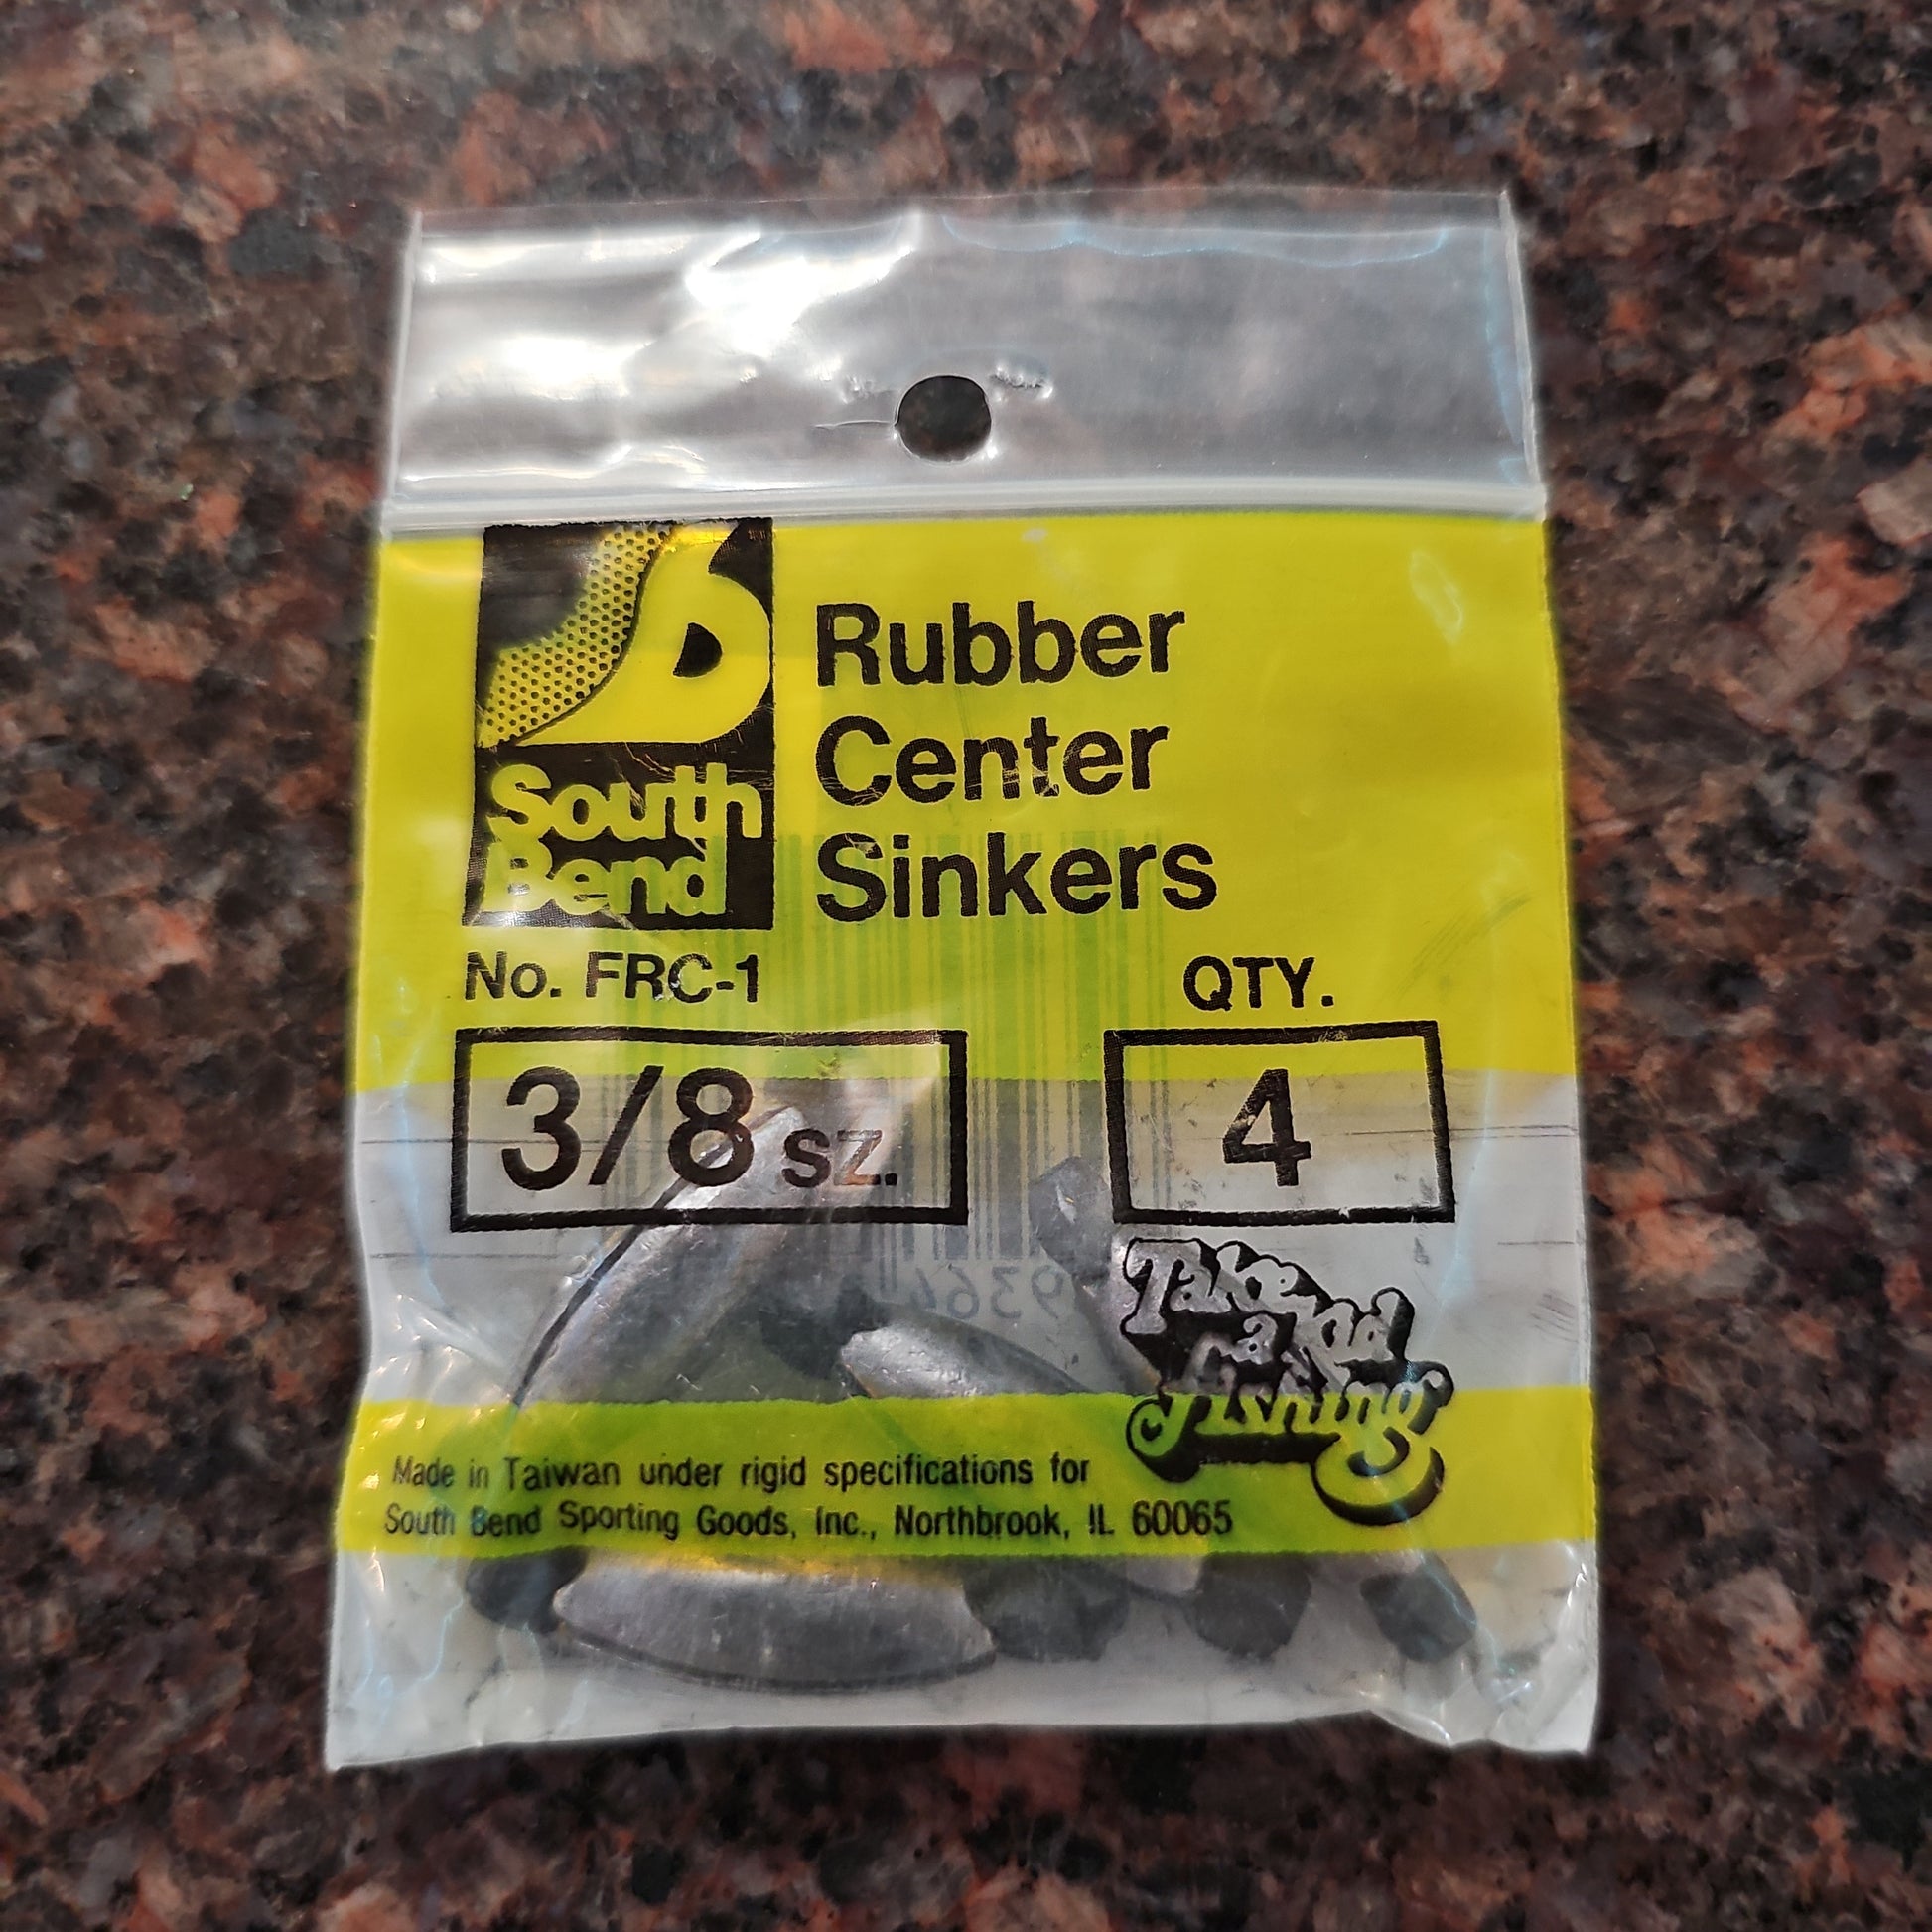 South
Bend
Rubber
Center
Sinkers
No. FRC-1
QTY.
3/8 SZ.
4
Take
a Kid
Fishing
Made in Taiwan under rigid specifications for
South Bend Sporting Goods, Inc., Northbrook, IL 60065